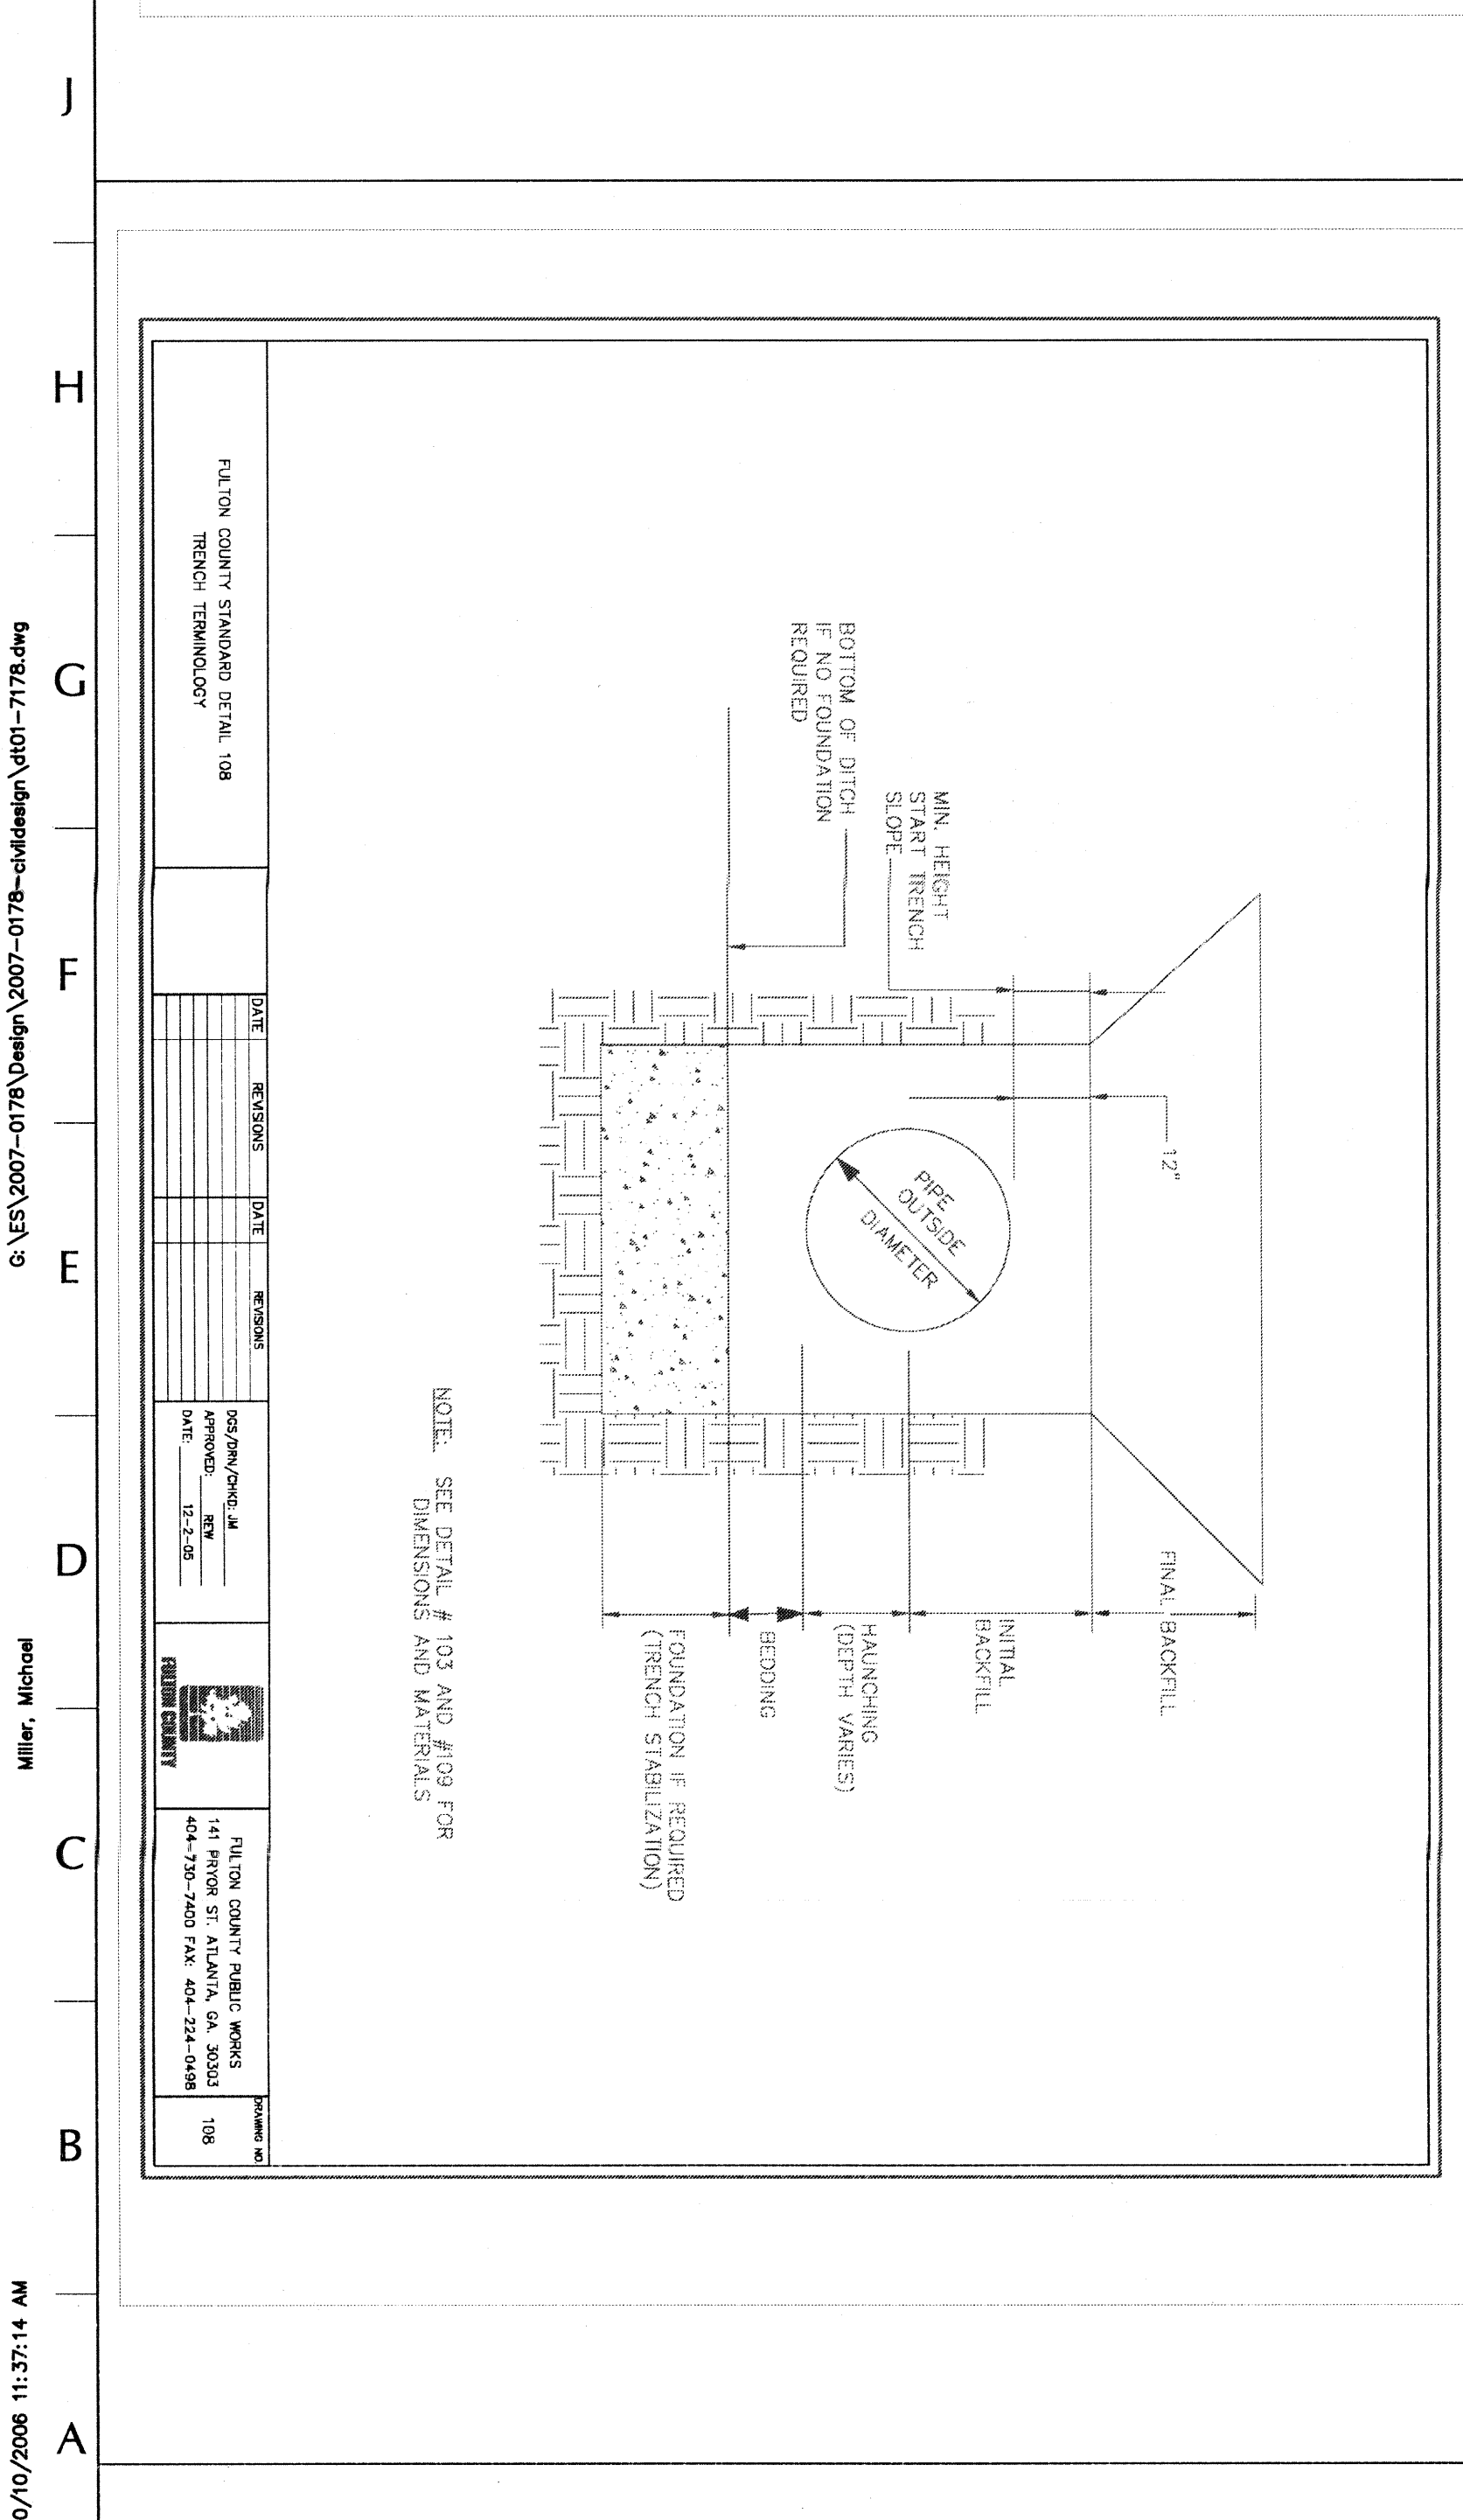 J
H
G
F
E
D
C
B
A
G:\ES\2007-0178\Design\2007-0178-civildesign\dt01-7178.dwg
Miller, Michael
0/10/2006 11:37:14 AM
FINAL BACKFILL
12"
INITIAL
BACKFILL
MIN. HEIGHT
START TRENCH
SLOPE
PIPE
OUTSIDE
DIAMETER
HAUNCHING
(DEPTH VARIES)
BOTTOM OF DITCH
IF NO FOUNDATION
REQUIRED
BEDDING
FOUNDATION IF REQUIRED
(TRENCH STABILIZATION)
NOTE: SEE DETAIL # 103 AND #109 FOR
DIMENSIONS AND MATERIALS
FULTON COUNTY STANDARD DETAIL 108
TRENCH TERMINOLOGY
DATE REVISIONS DATE REVISIONS
DGS/DRN/CHKD: JM
APPROVED: REW
DATE: 12-2-05
FULTON COUNTY
FULTON COUNTY PUBLIC WORKS
141 PRYOR ST. ATLANTA, GA. 30303
404-730-7400 FAX: 404-224-0498
DRAWING NO.
108